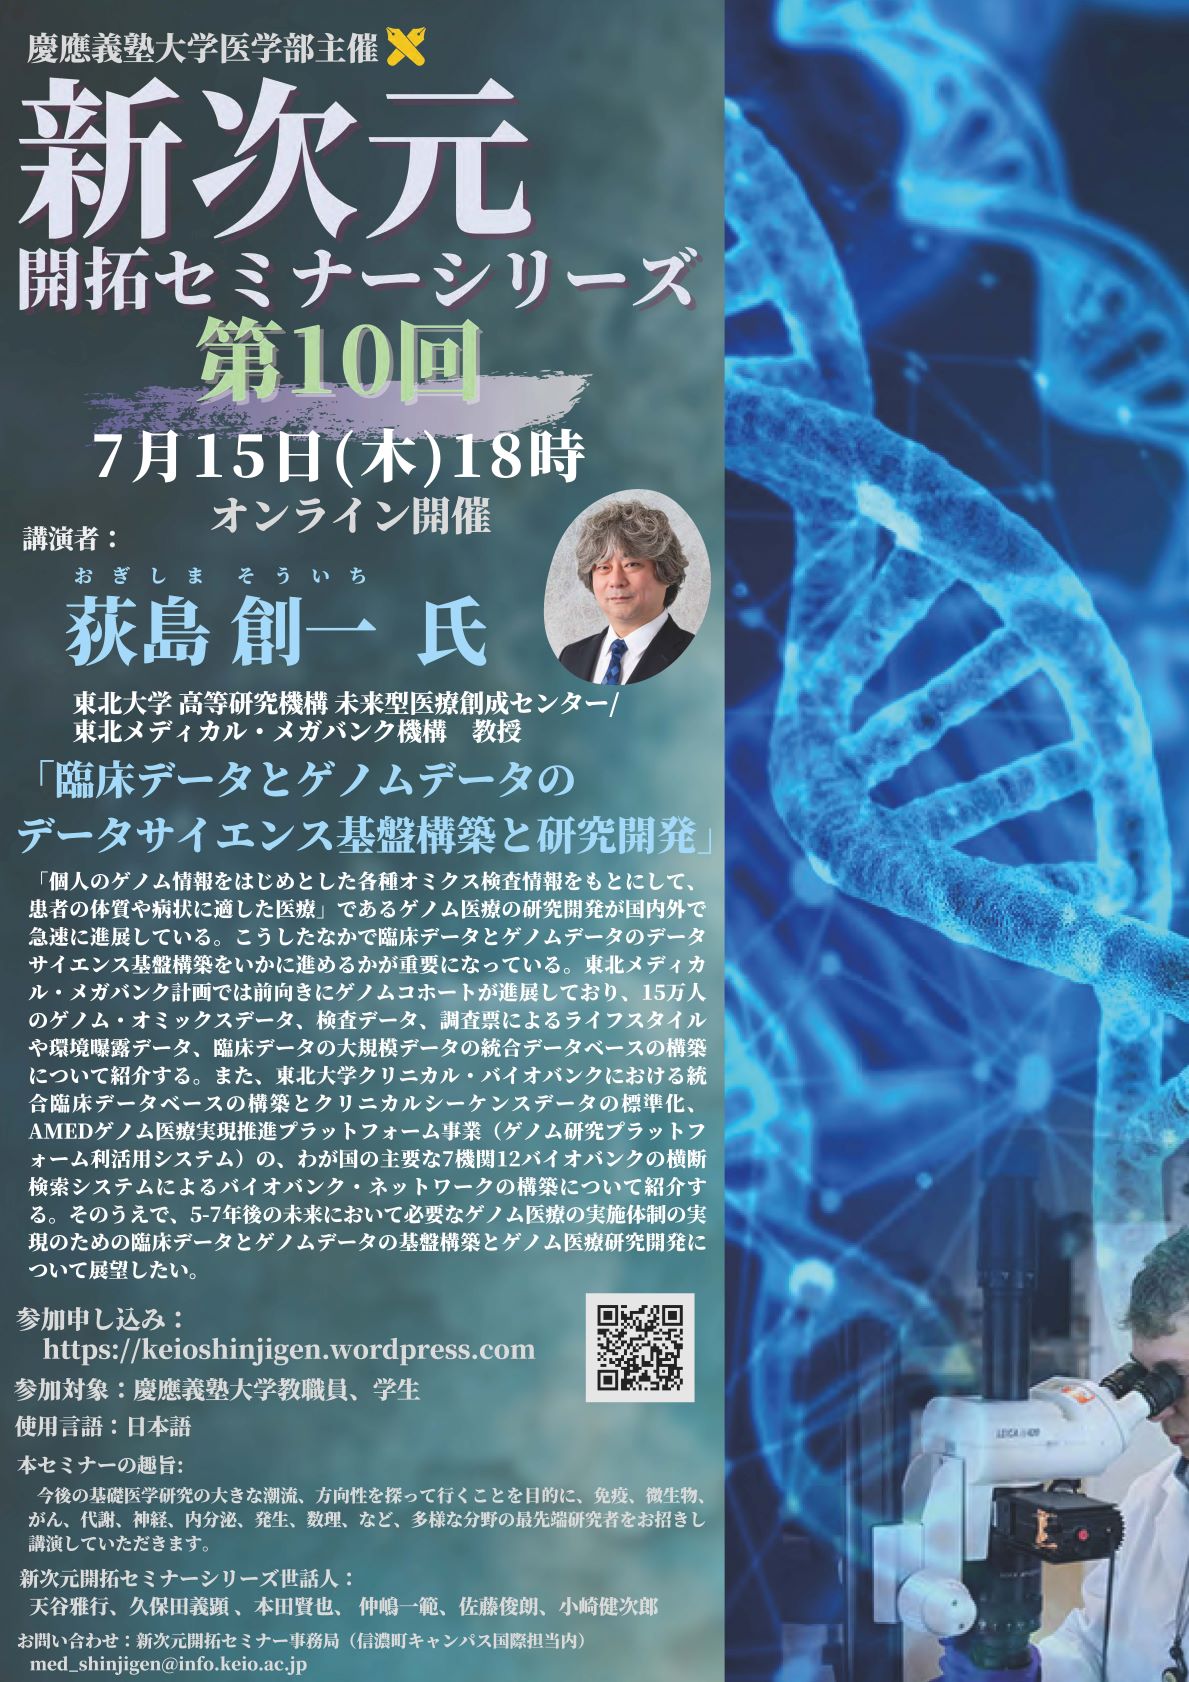 慶應義塾大学医学部主催
新次元
開拓セミナーシリーズ
第10回
7月15日(木)18時
オンライン開催
講演者：
おぎしま そういち
荻島 創一 氏
東北大学 高等研究機構 未来型医療創成センター/
東北メディカル・メガバンク機構　教授
「臨床データとゲノムデータの
データサイエンス基盤構築と研究開発」
「個人のゲノム情報をはじめとした各種オミクス検査情報をもとにして、
患者の体質や病状に適した医療」であるゲノム医療の研究開発が国内外で
急速に進展している。こうしたなかで臨床データとゲノムデータのデータ
サイエンス基盤構築をいかに進めるかが重要になっている。東北メディカ
ル・メガバンク計画では前向きにゲノムコホートが進展しており、15万人
のゲノム・オミックスデータ、検査データ、調査票によるライフスタイル
や環境曝露データ、臨床データの大規模データの統合データベースの構築
について紹介する。また、東北大学クリニカル・バイオバンクにおける統
合臨床データベースの構築とクリニカルシーケンスデータの標準化、
AMEDゲノム医療実現推進プラットフォーム事業（ゲノム研究プラットフ
ォーム利活用システム）の、わが国の主要な7機関12バイオバンクの横断
検索システムによるバイオバンク・ネットワークの構築について紹介す
る。そのうえで、5-7年後の未来において必要なゲノム医療の実施体制の実
現のための臨床データとゲノムデータの基盤構築とゲノム医療研究開発に
ついて展望したい。
参加申し込み：
https://keioshinjigen.wordpress.com
参加対象：慶應義塾大学教職員、学生
使用言語：日本語
本セミナーの趣旨:
今後の基礎医学研究の大きな潮流、方向性を探って行くことを目的に、免疫、微生物、
がん、代謝、神経、内分泌、発生、数理、など、多様な分野の最先端研究者をお招きし
講演していただきます。
新次元開拓セミナーシリーズ世話人：
天谷雅行、久保田義顕 、本田賢也、 仲嶋一範、佐藤俊朗、小崎健次郎
お問い合わせ：新次元開拓セミナー事務局（信濃町キャンパス国際担当内）
med_shinjigen@info.keio.ac.jp
LEICA